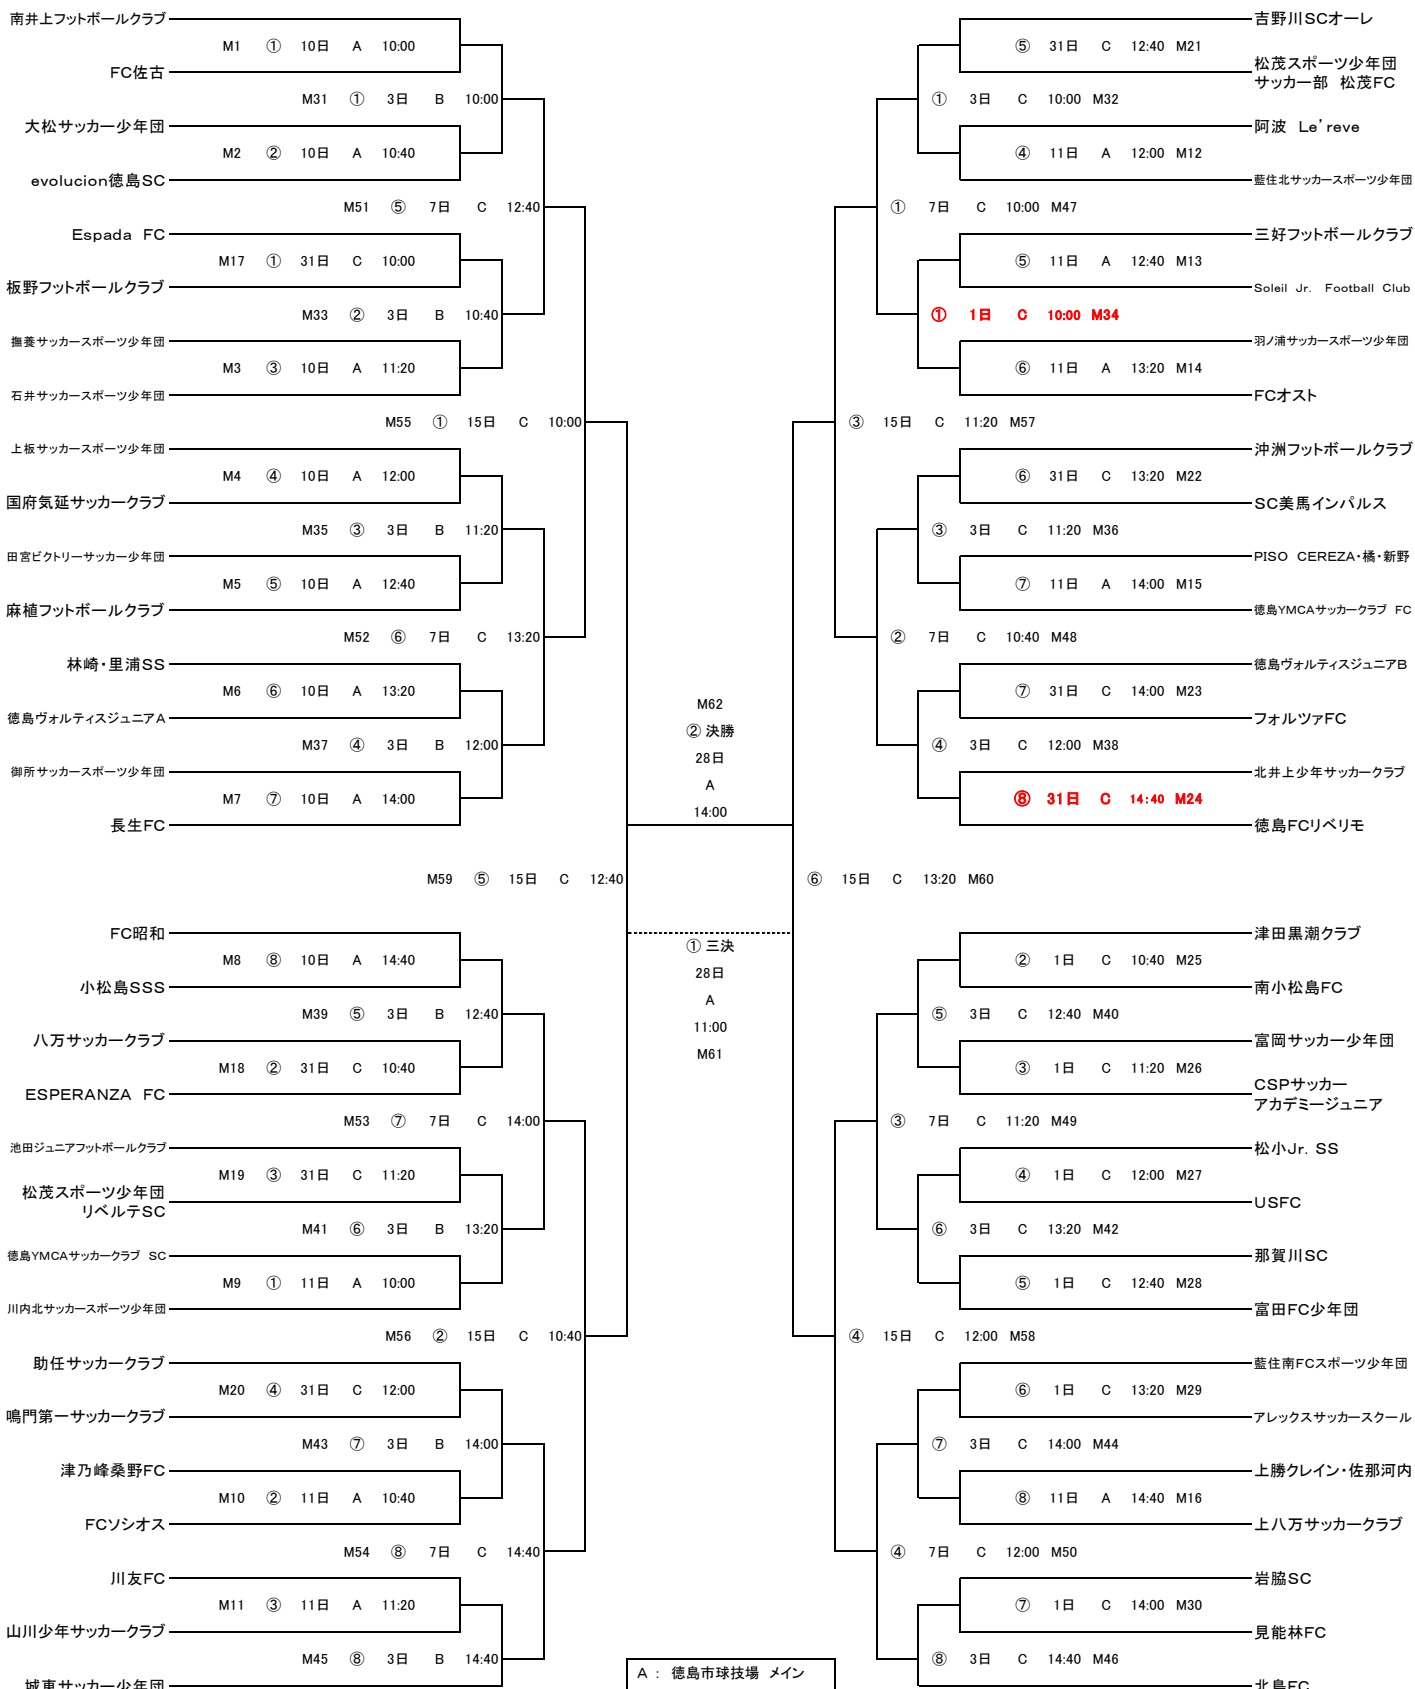 南井上フットボールクラブ
M1 ① 10日 A 10:00
FC佐古
M31 ① 3日 B 10:00
大松サッカー少年団
M2 ② 10日 A 10:40
evolucion徳島SC
M51 ⑤ 7日 C 12:40
Espada FC
M17 ① 31日 C 10:00
板野フットボールクラブ
M33 ② 3日 B 10:40
撫養サッカースポーツ少年団
M3 ③ 10日 A 11:20
石井サッカースポーツ少年団
M55 ① 15日 C 10:00
上板サッカースポーツ少年団
M4 ④ 10日 A 12:00
国府気延サッカークラブ
M35 ③ 3日 B 11:20
田宮ビクトリーサッカー少年団
M5 ⑤ 10日 A 12:40
麻植フットボールクラブ
M52 ⑥ 7日 C 13:20
林崎・里浦SS
M6 ⑥ 10日 A 13:20
徳島ヴォルティスジュニアA
M37 ④ 3日 B 12:00
御所サッカースポーツ少年団
M7 ⑦ 10日 A 14:00
長生FC
M59 ⑤ 15日 C 12:40
FC昭和
M8 ⑧ 10日 A 14:40
小松島SSS
M39 ⑤ 3日 B 12:40
八万サッカークラブ
M18 ② 31日 C 10:40
ESPERANZA FC
M53 ⑦ 7日 C 14:00
池田ジュニアフットボールクラブ
M19 ③ 31日 C 11:20
松茂スポーツ少年団
リベルテSC
M41 ⑥ 3日 B 13:20
徳島YMCAサッカークラブ SC
M9 ① 11日 A 10:00
川内北サッカースポーツ少年団
M56 ② 15日 C 10:40
助任サッカークラブ
M20 ④ 31日 C 12:00
鳴門第一サッカークラブ
M43 ⑦ 3日 B 14:00
津乃峰桑野FC
M10 ② 11日 A 10:40
FCソシオス
M54 ⑧ 7日 C 14:40
川友FC
M11 ③ 11日 A 11:20
山川少年サッカークラブ
M45 ⑧ 3日 B 14:40
城東サッカー少年団
M62
② 決勝
28日
A
14:00
① 三決
28日
A
11:00
M61
A : 徳島市球技場 メイン
吉野川SCオーレ
⑤ 31日 C 12:40 M21
松茂スポーツ少年団
サッカー部 松茂FC
① 3日 C 10:00 M32
阿波 Le'reve
④ 11日 A 12:00 M12
藍住北サッカースポーツ少年団
① 7日 C 10:00 M47
三好フットボールクラブ
⑤ 11日 A 12:40 M13
Soleil Jr. Football Club
① 1日 C 10:00 M34
羽ノ浦サッカースポーツ少年団
⑥ 11日 A 13:20 M14
FCオスト
③ 15日 C 11:20 M57
沖洲フットボールクラブ
⑥ 31日 C 13:20 M22
SC美馬インパルス
③ 3日 C 11:20 M36
PISO CEREZA・橘・新野
⑦ 11日 A 14:00 M15
徳島YMCAサッカークラブ FC
② 7日 C 10:40 M48
徳島ヴォルティスジュニアB
⑦ 31日 C 14:00 M23
フォルツァFC
④ 3日 C 12:00 M38
北井上少年サッカークラブ
⑧ 31日 C 14:40 M24
徳島FCリベリモ
⑥ 15日 C 13:20 M60
津田黒潮クラブ
② 1日 C 10:40 M25
南小松島FC
⑤ 3日 C 12:40 M40
富岡サッカー少年団
③ 1日 C 11:20 M26
CSPサッカー
アカデミージュニア
③ 7日 C 11:20 M49
松小Jr. SS
④ 1日 C 12:00 M27
USFC
⑥ 3日 C 13:20 M42
那賀川SC
⑤ 1日 C 12:40 M28
富田FC少年団
④ 15日 C 12:00 M58
藍住南FCスポーツ少年団
⑥ 1日 C 13:20 M29
アレックスサッカースクール
⑦ 3日 C 14:00 M44
上勝クレイン・佐那河内
⑧ 11日 A 14:40 M16
上八万サッカークラブ
④ 7日 C 12:00 M50
岩脇SC
⑦ 1日 C 14:00 M30
見能林FC
⑧ 3日 C 14:40 M46
北島FC